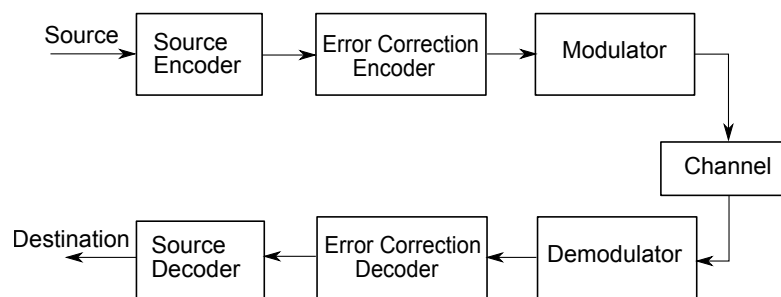 Source
Source
Encoder
Error Correction
Encoder
Modulator
Channel
Destination
Source
Decoder
Error Correction
Decoder
Demodulator